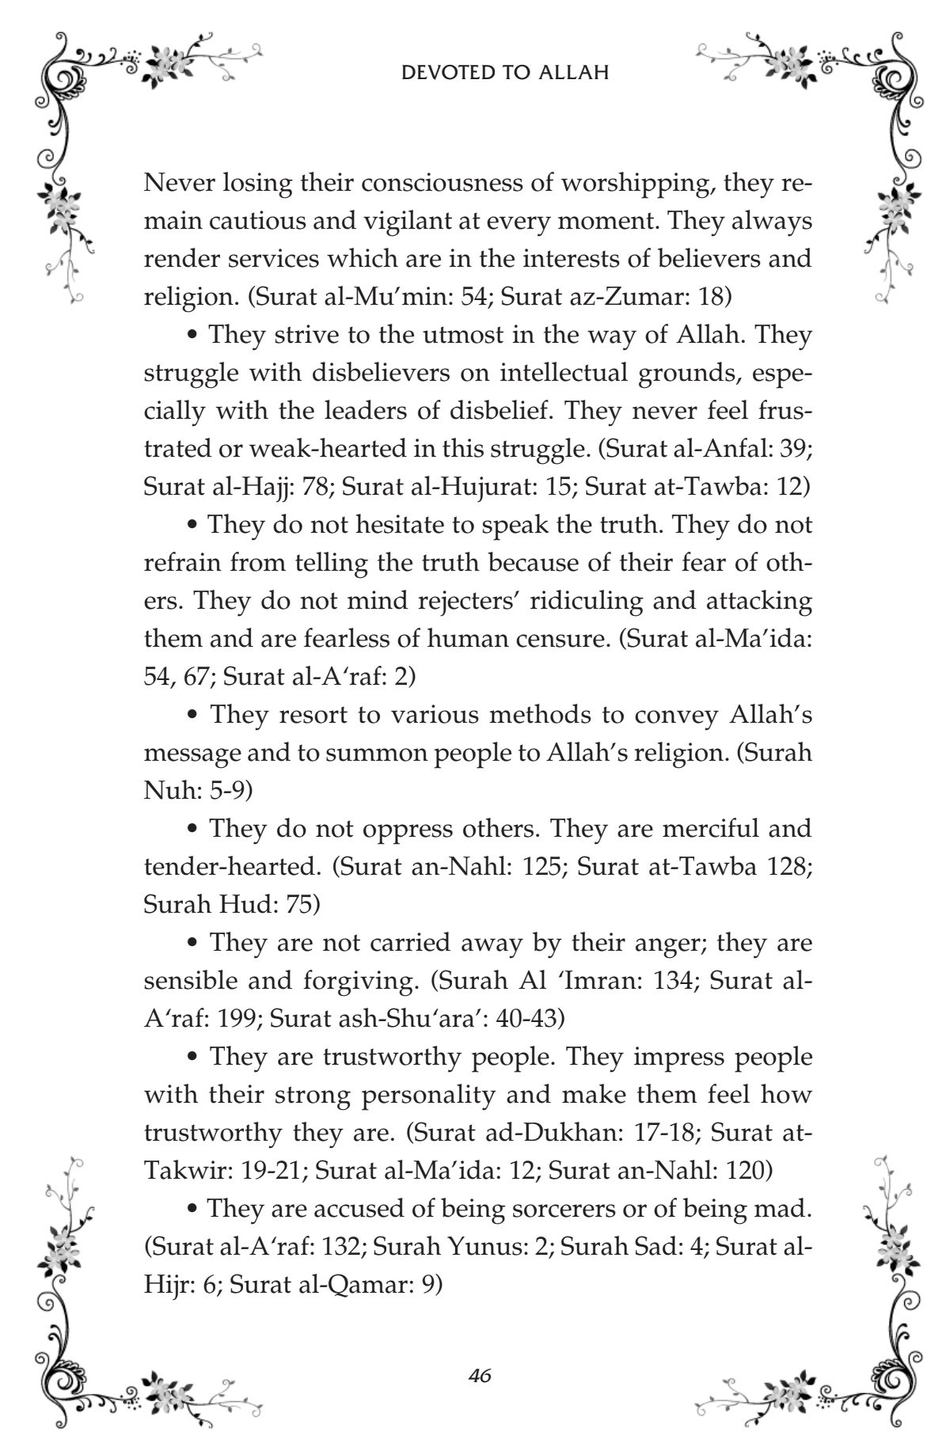 DEVOTED TO ALLAH
Never losing their consciousness of worshipping, they re-
main cautious and vigilant at every moment. They always
render services which are in the interests of believers and
religion. (Surat al-Mu’min: 54; Surat az-Zumar: 18)
• They strive to the utmost in the way of Allah. They
struggle with disbelievers on intellectual grounds, espe-
cially with the leaders of disbelief. They never feel frus-
trated or weak-hearted in this struggle. (Surat al-Anfal: 39;
Surat al-Hajj: 78; Surat al-Hujurat: 15; Surat at-Tawba: 12)
• They do not hesitate to speak the truth. They do not
refrain from telling the truth because of their fear of oth-
ers. They do not mind rejecters’ ridiculing and attacking
them and are fearless of human censure. (Surat al-Ma’ida:
54, 67; Surat al-A‘raf: 2)
• They resort to various methods to convey Allah’s
message and to summon people to Allah’s religion. (Surah
Nuh: 5-9)
• They do not oppress others. They are merciful and
tender-hearted. (Surat an-Nahl: 125; Surat at-Tawba 128;
Surah Hud: 75)
• They are not carried away by their anger; they are
sensible and forgiving. (Surah Al ‘Imran: 134; Surat al-
A‘raf: 199; Surat ash-Shu‘ara’: 40-43)
• They are trustworthy people. They impress people
with their strong personality and make them feel how
trustworthy they are. (Surat ad-Dukhan: 17-18; Surat at-
Takwir: 19-21; Surat al-Ma’ida: 12; Surat an-Nahl: 120)
• They are accused of being sorcerers or of being mad.
(Surat al-A‘raf: 132; Surah Yunus: 2; Surah Sad: 4; Surat al-
Hijr: 6; Surat al-Qamar: 9)
46